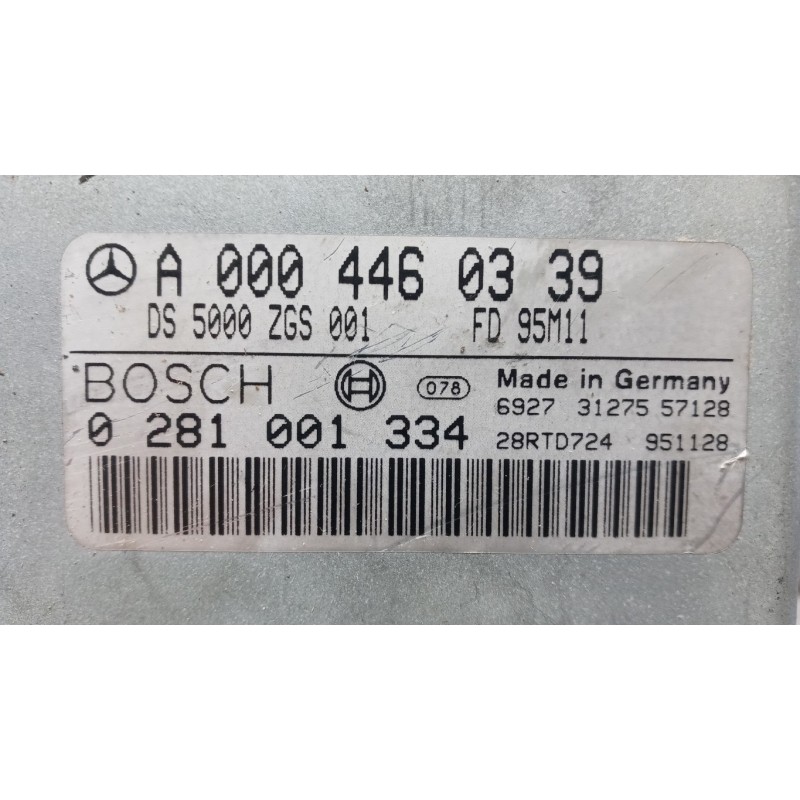 A 000 446 03 39
DS 5000 ZGS 001 FD 95M11
BOSCH 078 Made in Germany
6927 31275 57128
0 281 001 334 28RTD724 951128